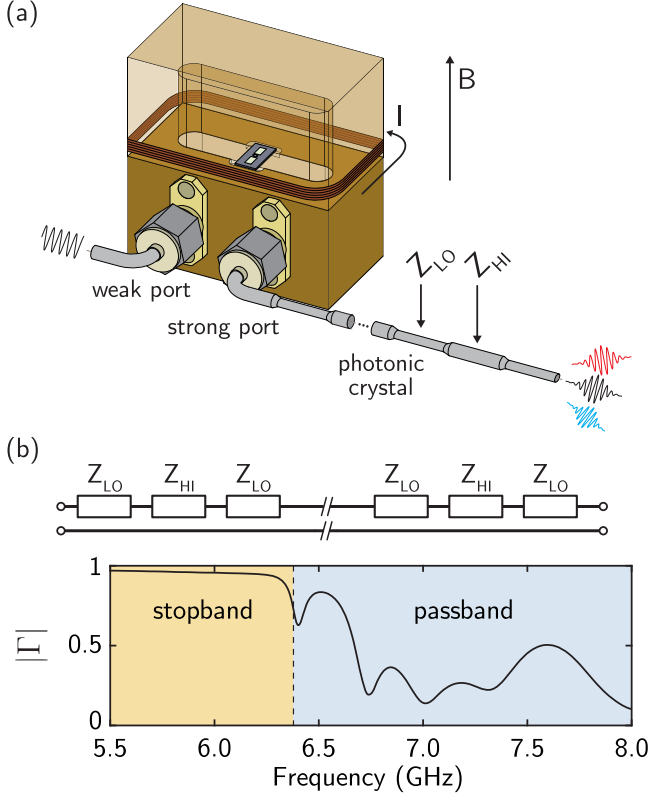 (a)
B
I
Z_LO Z_HI
weak port
strong port
photonic
crystal
(b)
Z_LO Z_HI Z_LO Z_LO Z_HI Z_LO
1
stopband passband
|Γ| 0.5
0
5.5 6.0 6.5 7.0 7.5 8.0
Frequency (GHz)